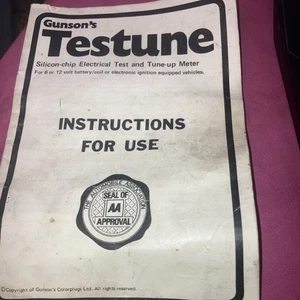 Gunson's
Testune
Silicon-chip Electrical Test and Tune-up Meter
For 6 or 12 volt battery/coil or electronic ignition equipped vehicles.
INSTRUCTIONS
FOR USE
THE AUTOMOBILE ASSOCIATION
SEAL OF
AA
APPROVAL
©Copyright of Gunson's Colorplugs Ltd. All rights reserved.